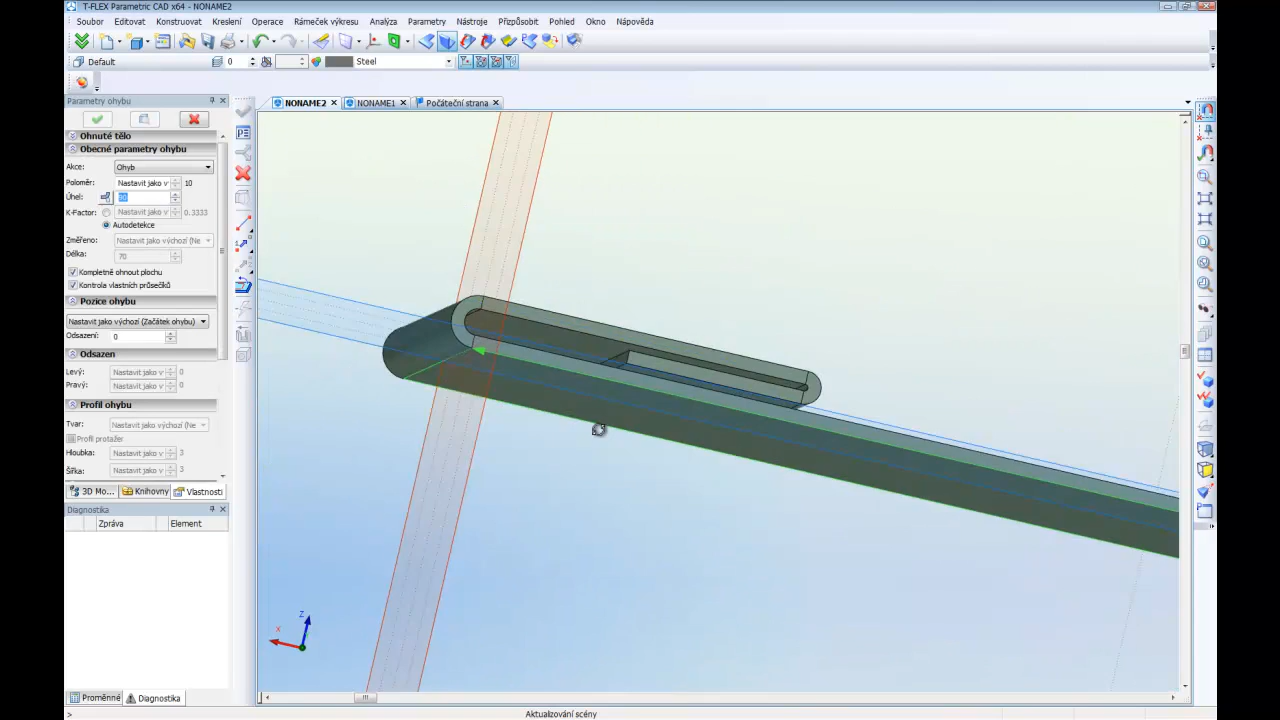 T-FLEX Parametric CAD x64 - NONAME2
Soubor Editovat Konstruovat Kreslení Operace Rámeček výkresu Analýza Parametry Nástroje Přizpůsobit Pohled Okno Nápověda
Default 0 Steel
Parametry ohybu
NONAME2 NONAME1 Počáteční strana
Ohnuté tělo
Obecné parametry ohybu
Akce: Ohyb
Poloměr: Nastavit jako v 10
Úhel: 90
K-Factor: Nastavit jako v 0.3333
Autodetekce
Změřeno: Nastavit jako výchozí (Ne
Délka: 70
Kompletně ohnout plochu
Kontrola vlastních průsečíků
Pozice ohybu
Nastavit jako výchozí (Začátek ohybu)
Odsazení: 0
Odsazen
Levý: Nastavit jako v 0
Pravý: Nastavit jako v 0
Profil ohybu
Tvar: Nastavit jako výchozí (Ne
Profil protažer
Hloubka: Nastavit jako v 3
Šířka: Nastavit jako v 3
3D Mo... Knihovny Vlastnosti
Diagnostika
Zpráva Element
Z
X
Proměnné Diagnostika
> Aktualizování scény